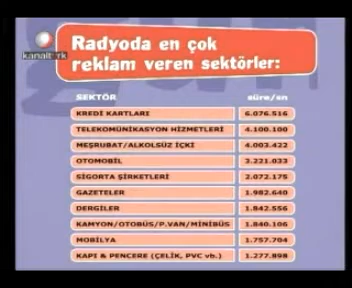 kanaltürk
Radyoda en çok
reklam veren sektörler:
SEKTÖR süre/sn
KREDİ KARTLARI 6.076.516
TELEKOMÜNİKASYON HİZMETLERİ 4.100.100
MEŞRUBAT/ALKOLSÜZ İÇKİ 4.003.422
OTOMOBİL 3.221.033
SİGORTA ŞİRKETLERİ 2.072.175
GAZETELER 1.982.640
DERGİLER 1.842.556
KAMYON/OTOBÜS/P.VAN/MİNİBÜS 1.840.106
MOBİLYA 1.757.704
KAPI & PENCERE (ÇELİK, PVC vb.) 1.277.898